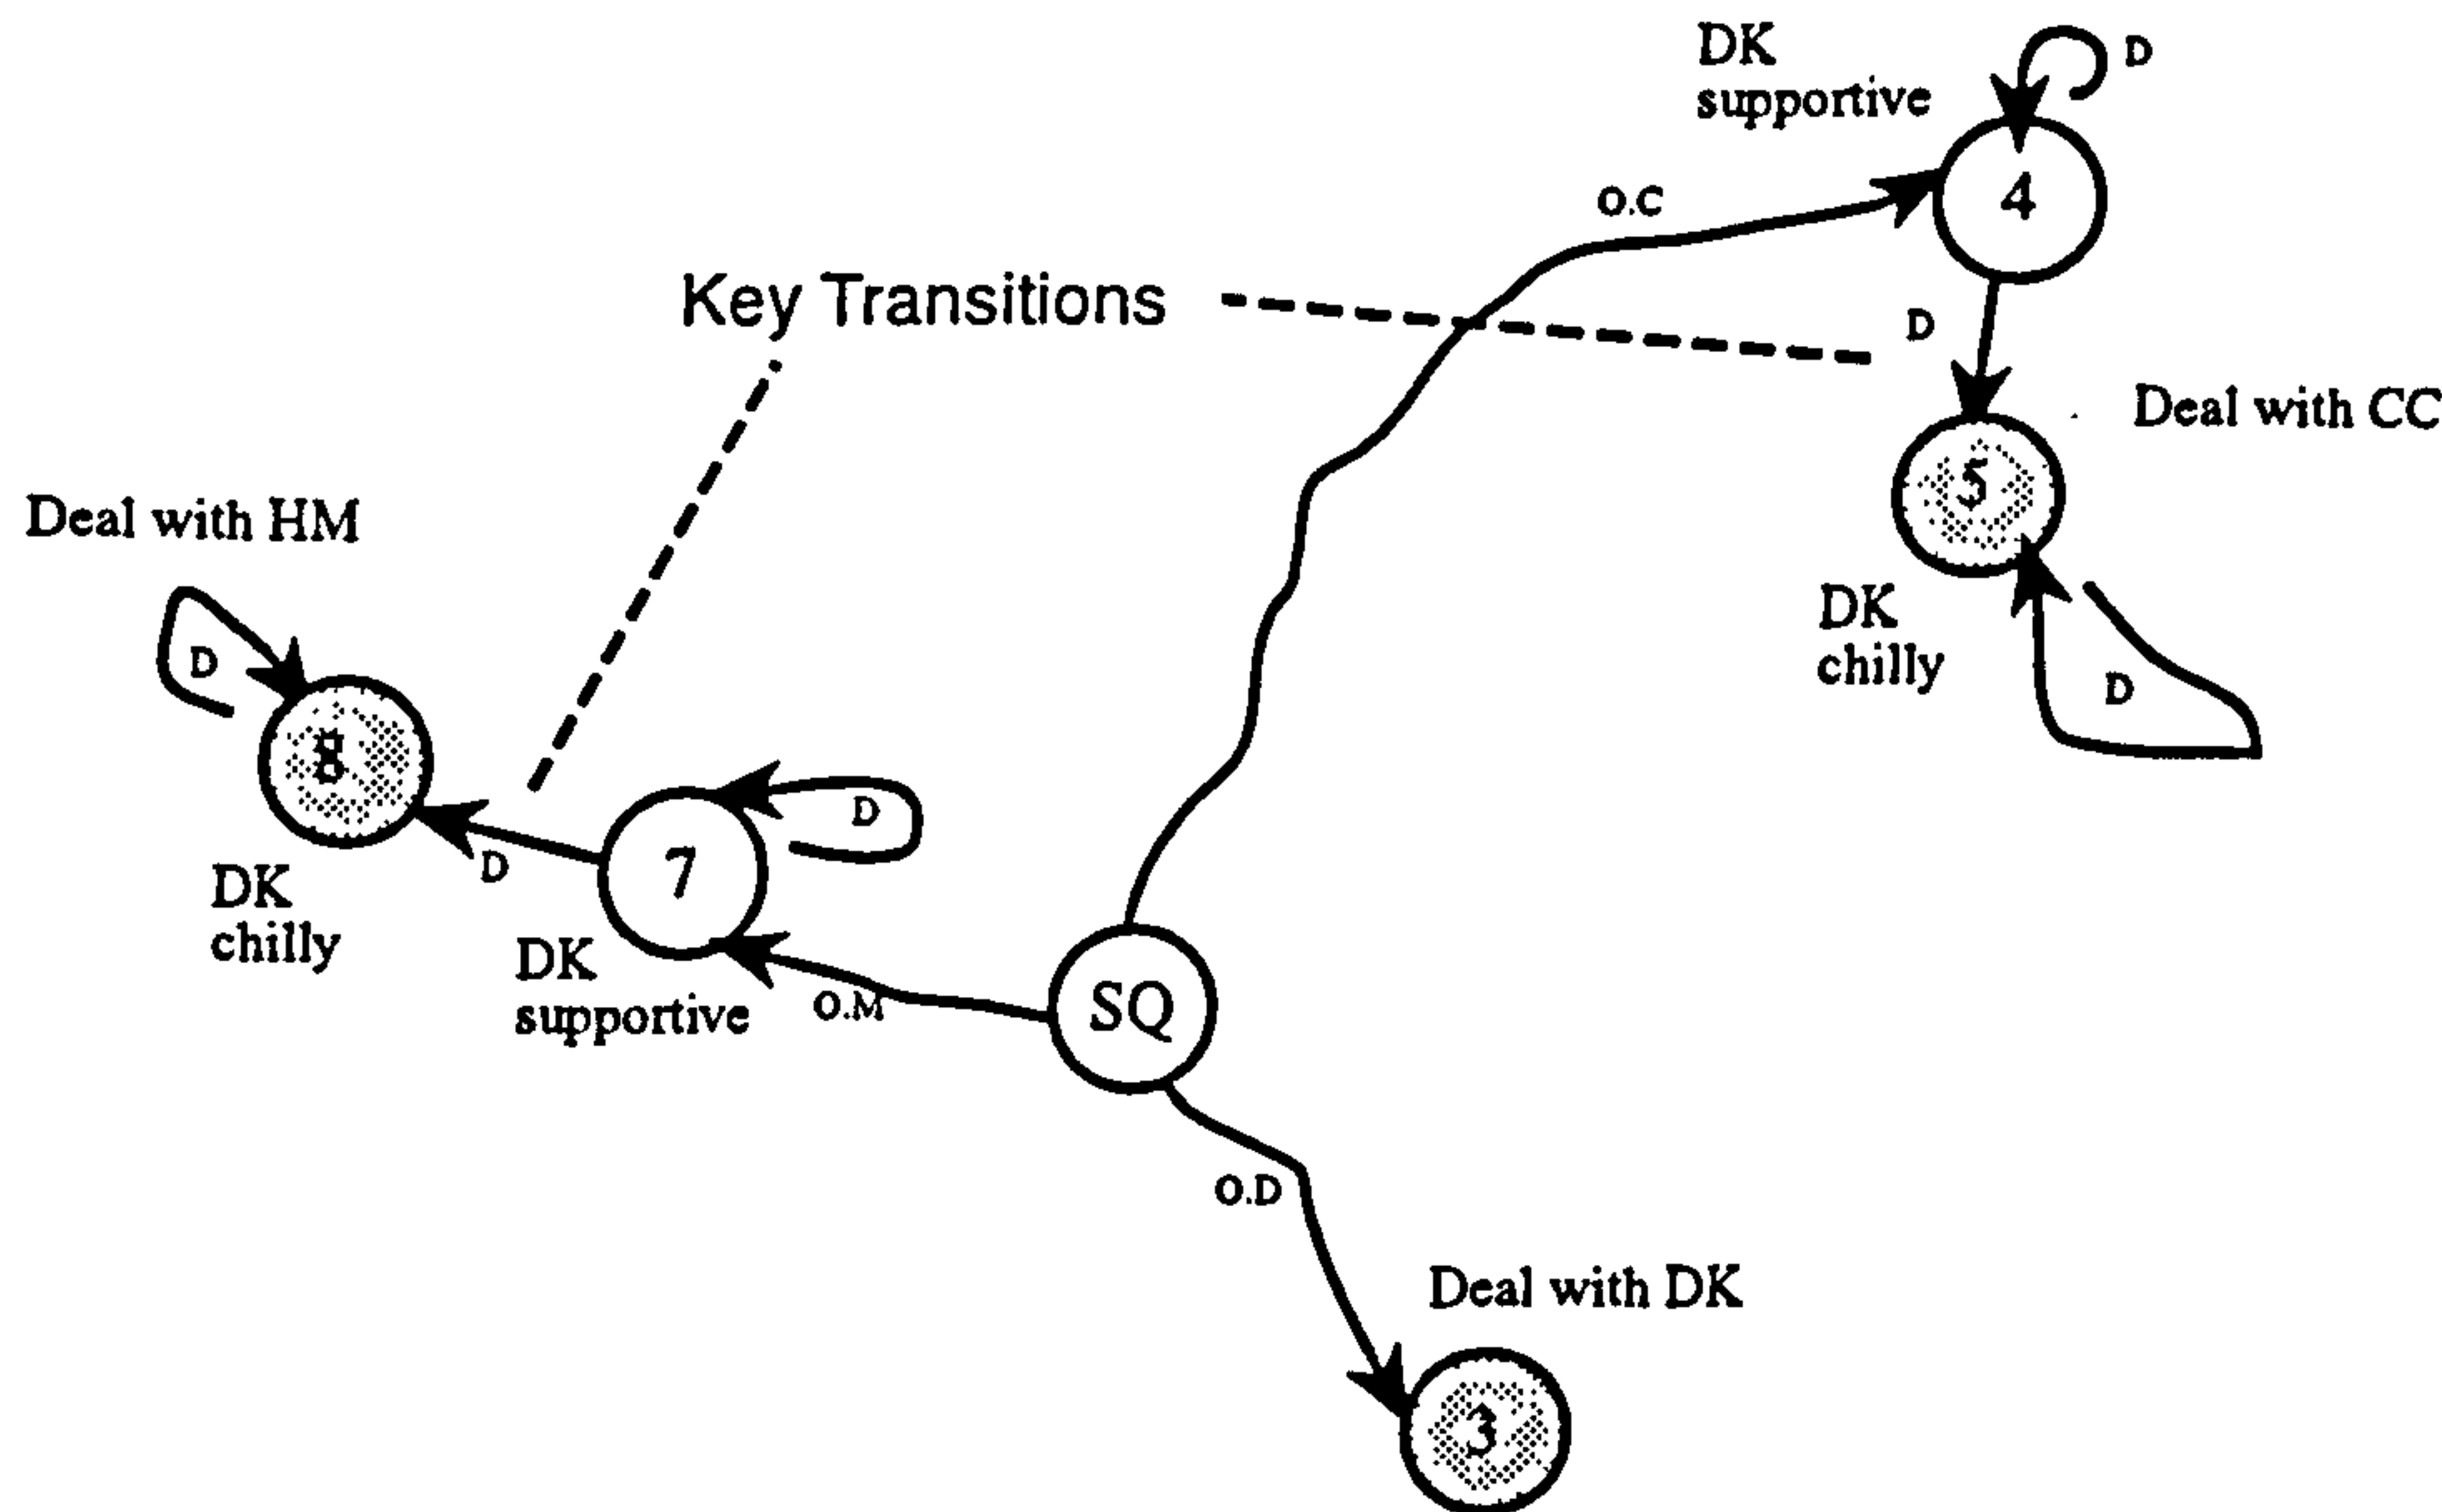 DK
supportive
D
4
O.C
Key Transitions
D
Deal with CC
5
Deal with HM
DK
chilly
D
D
8
D
7
D
DK
chilly
DK
supportive
O.M
SQ
O.D
Deal with DK
3